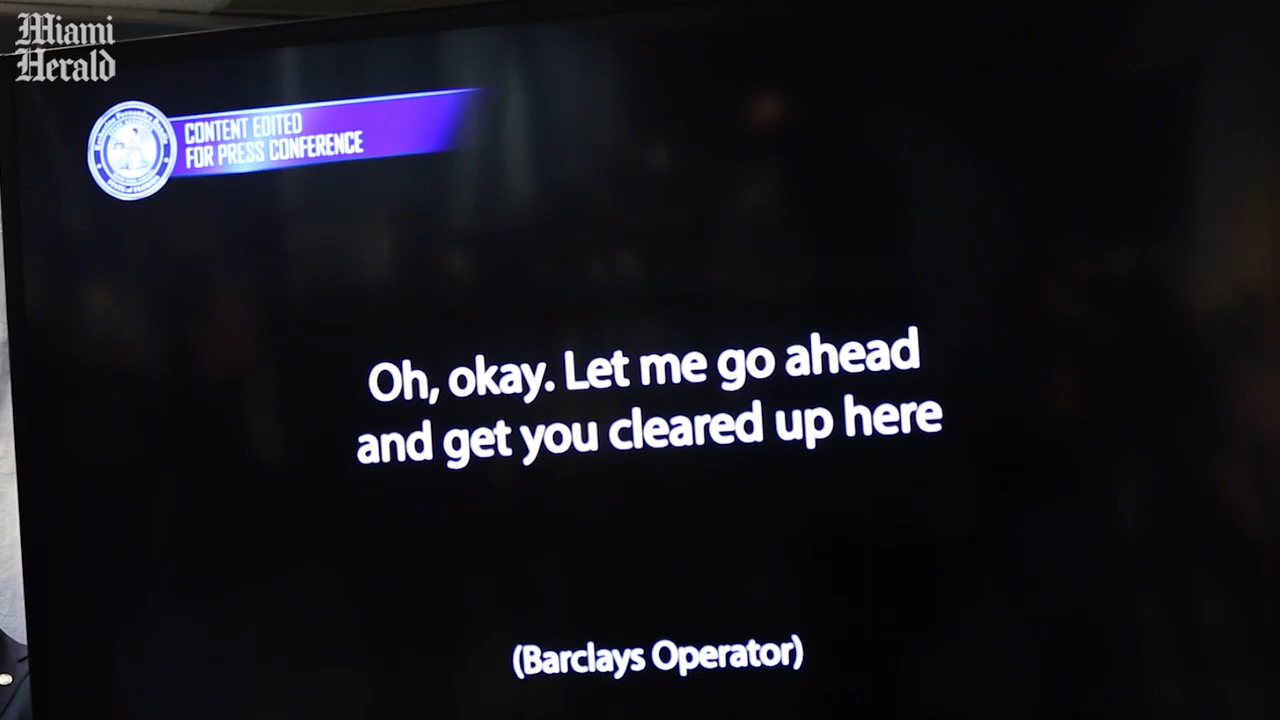 Miami
Herald
CONTENT EDITED
FOR PRESS CONFERENCE
Oh, okay. Let me go ahead
and get you cleared up here
(Barclays Operator)